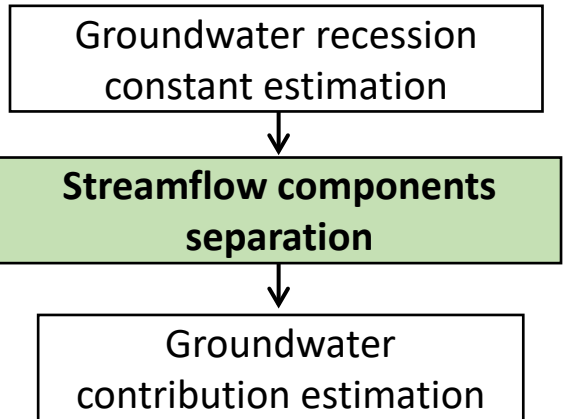 Groundwater recession
constant estimation
Streamflow components
separation
Groundwater
contribution estimation